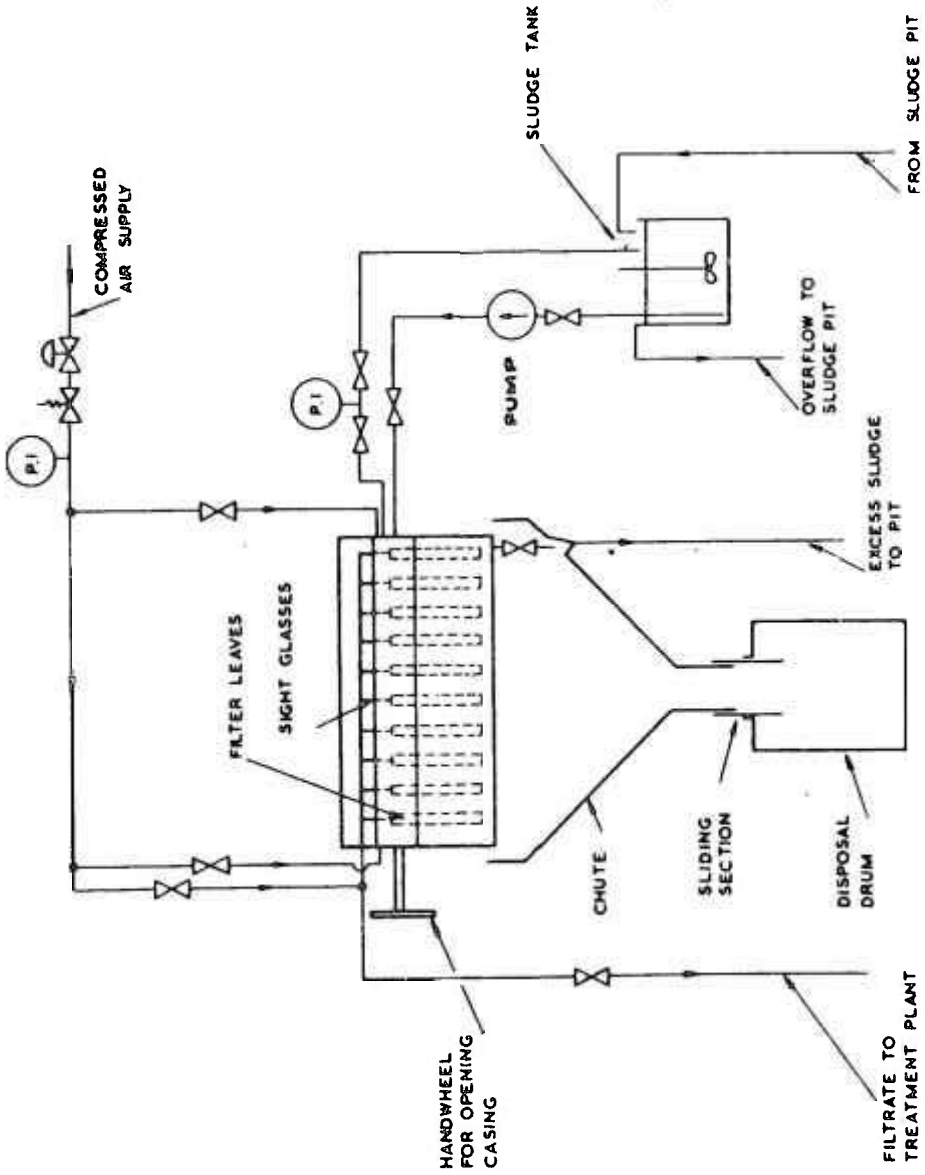 COMPRESSED
AIR SUPPLY
P.I
P.I
SLUDGE TANK
PUMP
FROM SLUDGE PIT
OVERFLOW TO
SLUDGE PIT
EXCESS SLUDGE
TO PIT
FILTER LEAVES
SIGHT GLASSES
CHUTE
SLIDING
SECTION
DISPOSAL
DRUM
HANDWHEEL
FOR OPENING
CASING
FILTRATE TO
TREATMENT PLANT